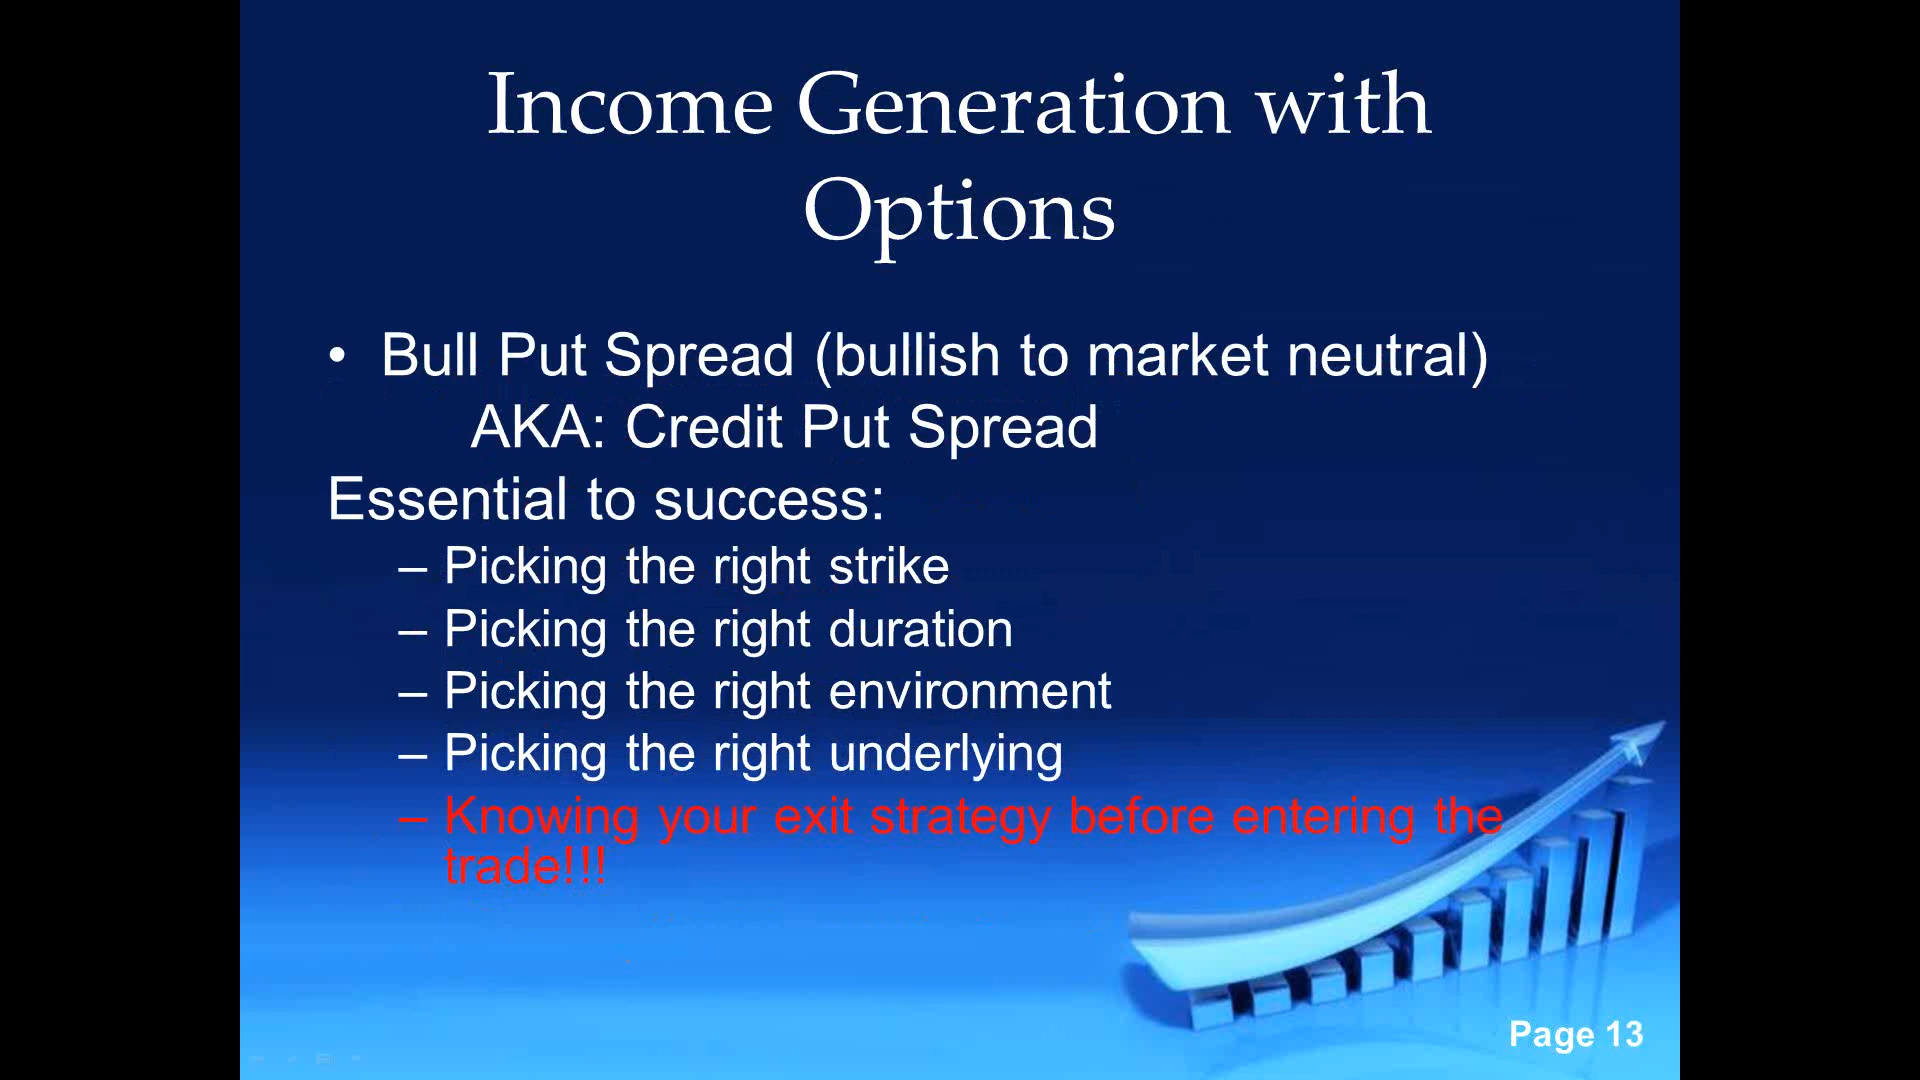 Income Generation with
Options
• Bull Put Spread (bullish to market neutral)
AKA: Credit Put Spread
Essential to success:
– Picking the right strike
– Picking the right duration
– Picking the right environment
– Picking the right underlying
– Knowing your exit strategy before entering the
trade!!!
Page 13